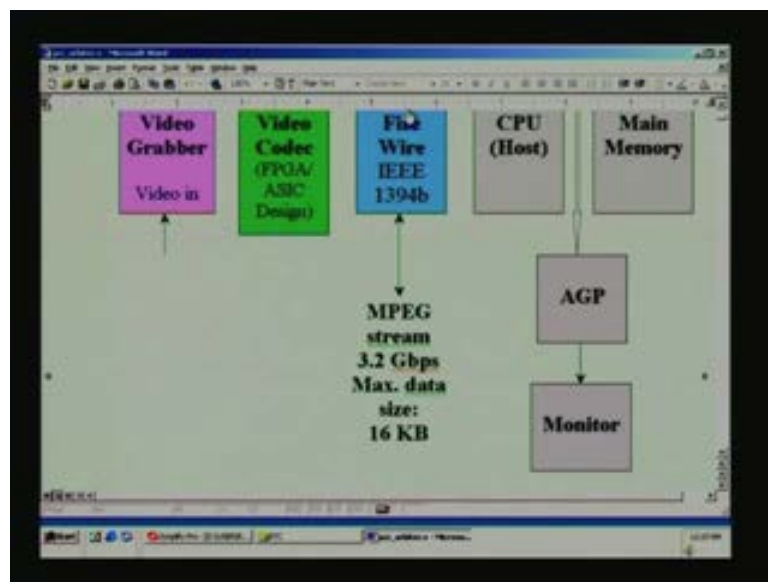 Video
Grabber
Video in
Video
Codec
(FPGA/
ASIC
Design)
Fire
Wire
IEEE
1394b
CPU
(Host)
Main
Memory
AGP
MPEG
stream
3.2 Gbps
Max. data
size:
16 KB
Monitor